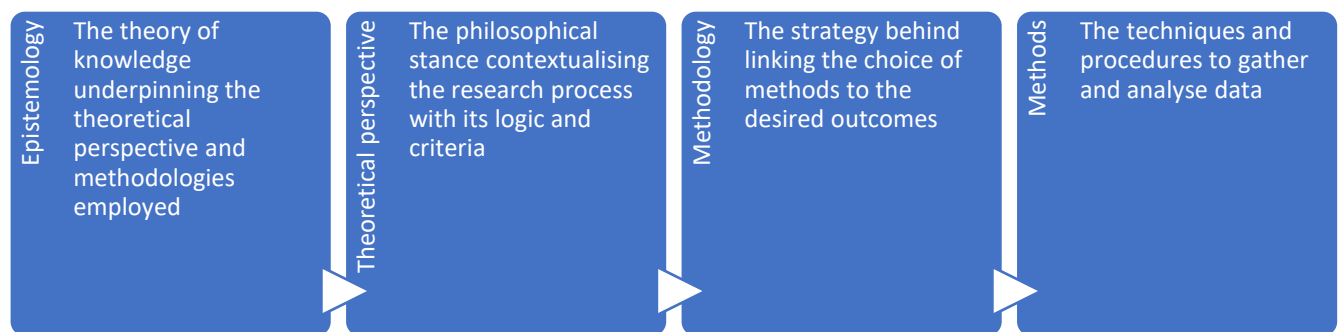 Epistemology
The theory of
knowledge
underpinning the
theoretical
perspective and
methodologies
employed
Theoretical perspective
The philosophical
stance contextualising
the research process
with its logic and
criteria
Methodology
The strategy behind
linking the choice of
methods to the
desired outcomes
Methods
The techniques and
procedures to gather
and analyse data